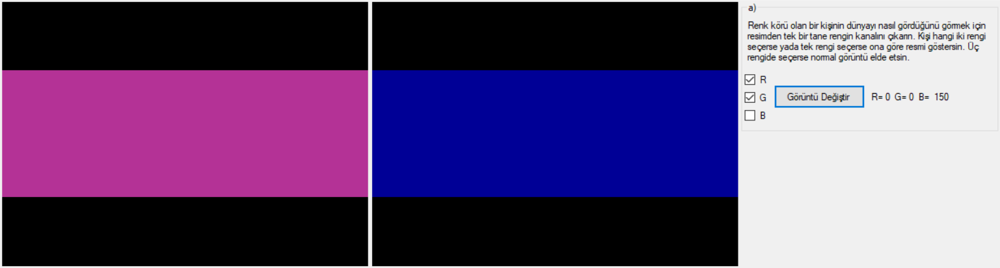 a)
Renk körü olan bir kişinin dünyayı nasıl gördüğünü görmek için
resimden tek bir tane rengin kanalını çıkarın. Kişi hangi iki rengi
seçerse yada tek rengi seçerse ona göre resmi göstersin. Üç
rengide seçerse normal görüntü elde etsin.
R
G Görüntü Değiştir R= 0 G= 0 B= 150
B